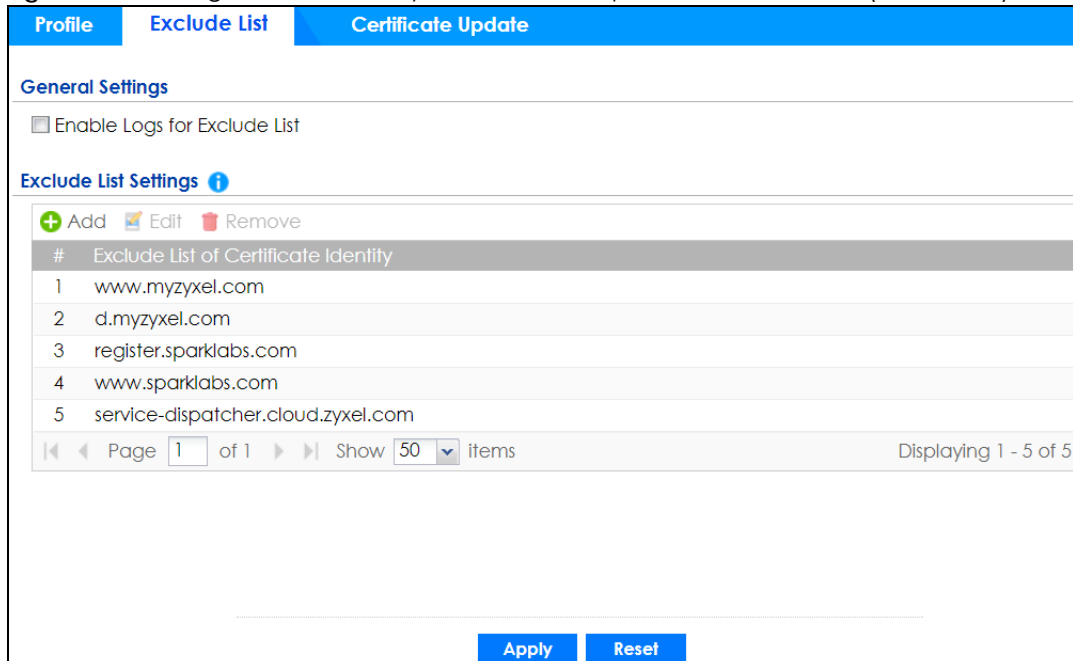 Profile Exclude List Certificate Update
General Settings
Enable Logs for Exclude List
Exclude List Settings
Add Edit Remove
# Exclude List of Certificate Identity
1 www.myzyxel.com
2 d.myzyxel.com
3 register.sparklabs.com
4 www.sparklabs.com
5 service-dispatcher.cloud.zyxel.com
Page 1 of 1 Show 50 items Displaying 1 - 5 of 5
Apply Reset